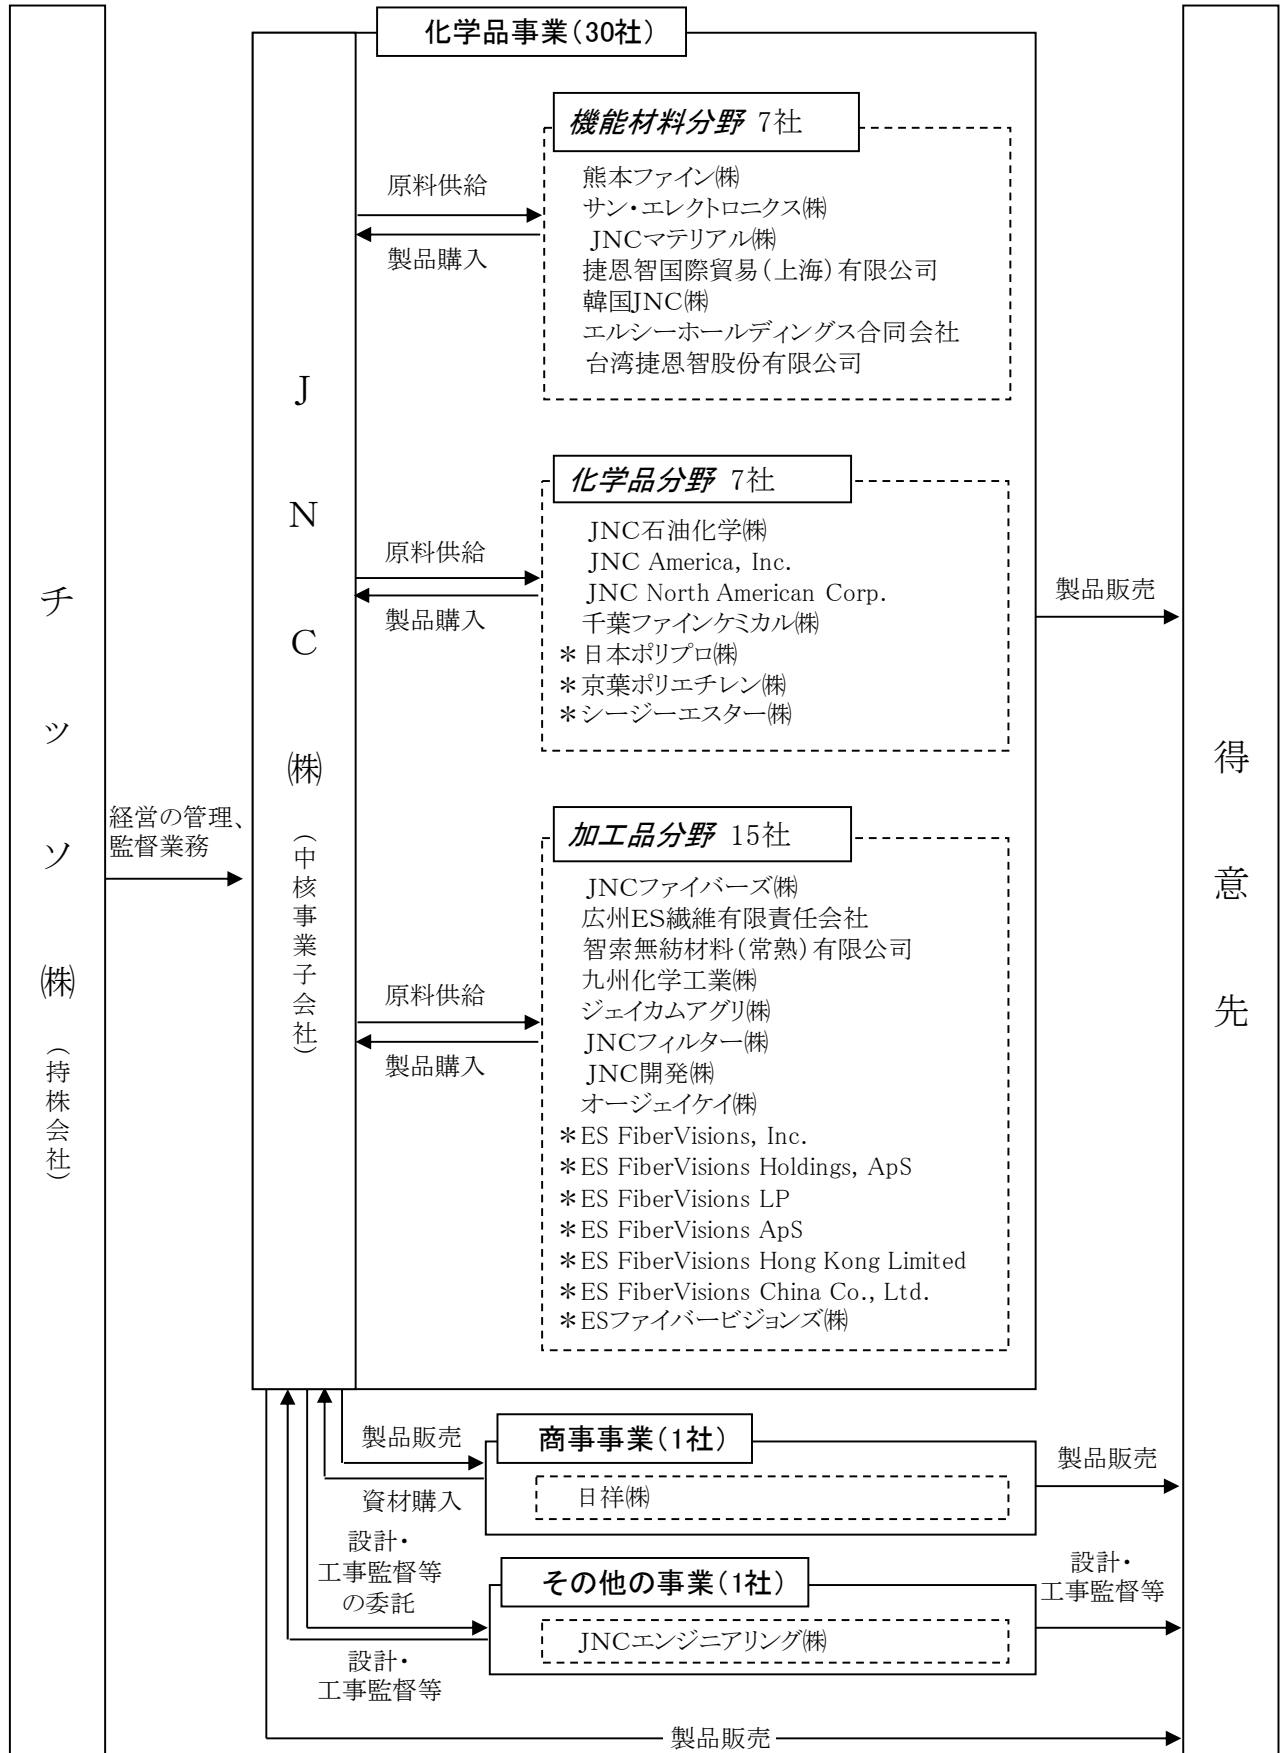 チッソ㈱
(持株会社)
経営の管理、
監督業務
JNC㈱
(中核事業子会社)
化学品事業(30社)
機能材料分野 7社
原料供給
製品購入
熊本ファイン㈱
サン・エレクトロニクス㈱
JNCマテリアル㈱
捷恩智国際貿易(上海)有限公司
韓国JNC㈱
エルシーホールディングス合同会社
台湾捷恩智股份有限公司
化学品分野 7社
原料供給
製品購入
JNC石油化学㈱
JNC America, Inc.
JNC North American Corp.
千葉ファインケミカル㈱
＊日本ポリプロ㈱
＊京葉ポリエチレン㈱
＊シージーエスター㈱
加工品分野 15社
原料供給
製品購入
JNCファイバーズ㈱
広州ES繊維有限責任会社
智索無紡材料(常熟)有限公司
九州化学工業㈱
ジェイカムアグリ㈱
JNCフィルター㈱
JNC開発㈱
オージェイケイ㈱
＊ES FiberVisions, Inc.
＊ES FiberVisions Holdings, ApS
＊ES FiberVisions LP
＊ES FiberVisions ApS
＊ES FiberVisions Hong Kong Limited
＊ES FiberVisions China Co., Ltd.
＊ESファイバービジョンズ㈱
製品販売
得意先
製品販売
資材購入
商事事業(1社)
日祥㈱
製品販売
設計・
工事監督等
の委託
設計・
工事監督等
その他の事業(1社)
JNCエンジニアリング㈱
設計・
工事監督等
製品販売